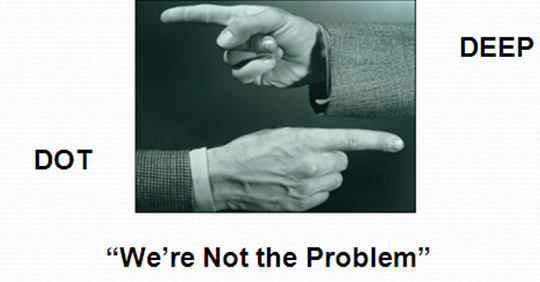 DEEP
DOT
“We’re Not the Problem”